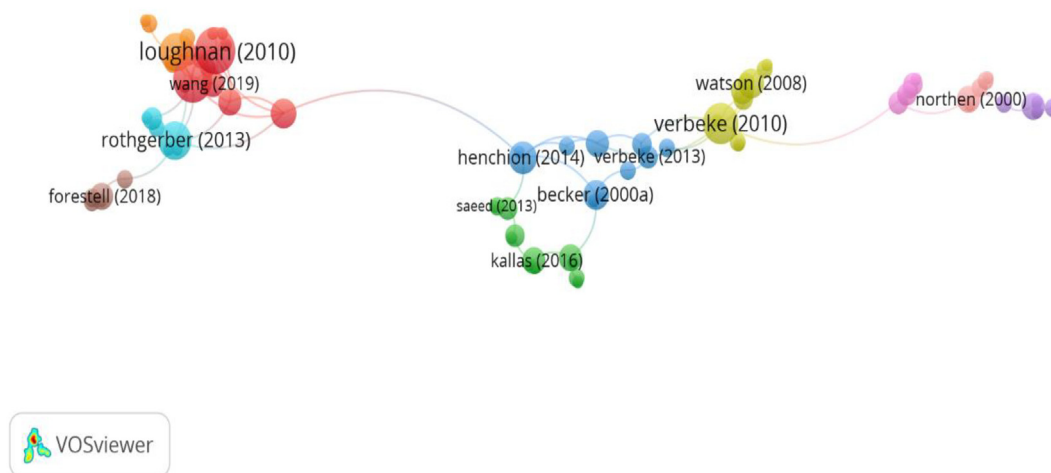 loughnan (2010)
wang (2019)
rothgerber (2013)
forestell (2018)
henchion (2014)
verbeke (2013)
becker (2000a)
saeed (2013)
kallas (2016)
watson (2008)
verbeke (2010)
northen (2000)
VOSviewer